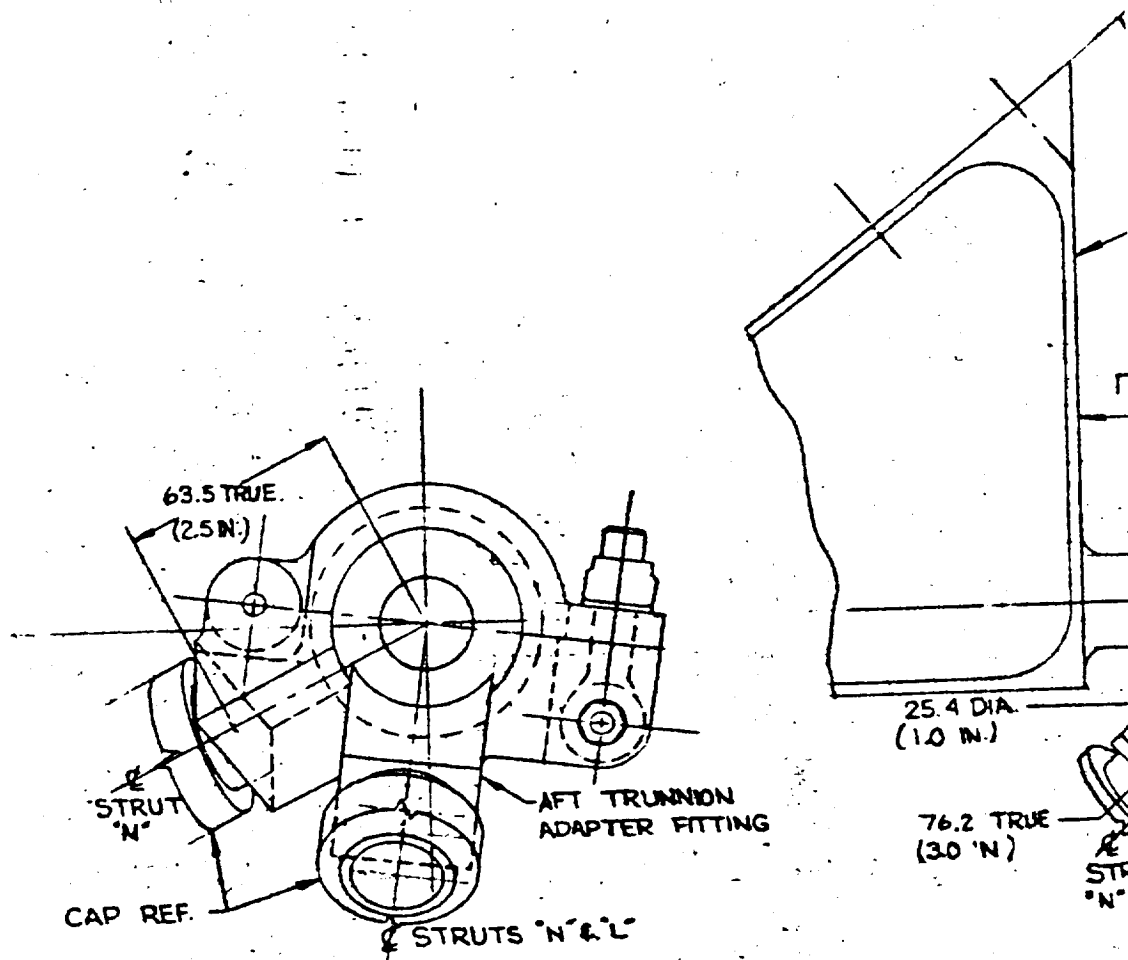 63.5 TRUE.
(2.5 IN.)
℄
STRUT
"N"
CAP REF.
℄ STRUTS "N" & "L"
AFT TRUNNION
ADAPTER FITTING
25.4 DIA.
(1.0 IN.)
76.2 TRUE
(3.0 IN)
℄
STR
"N"